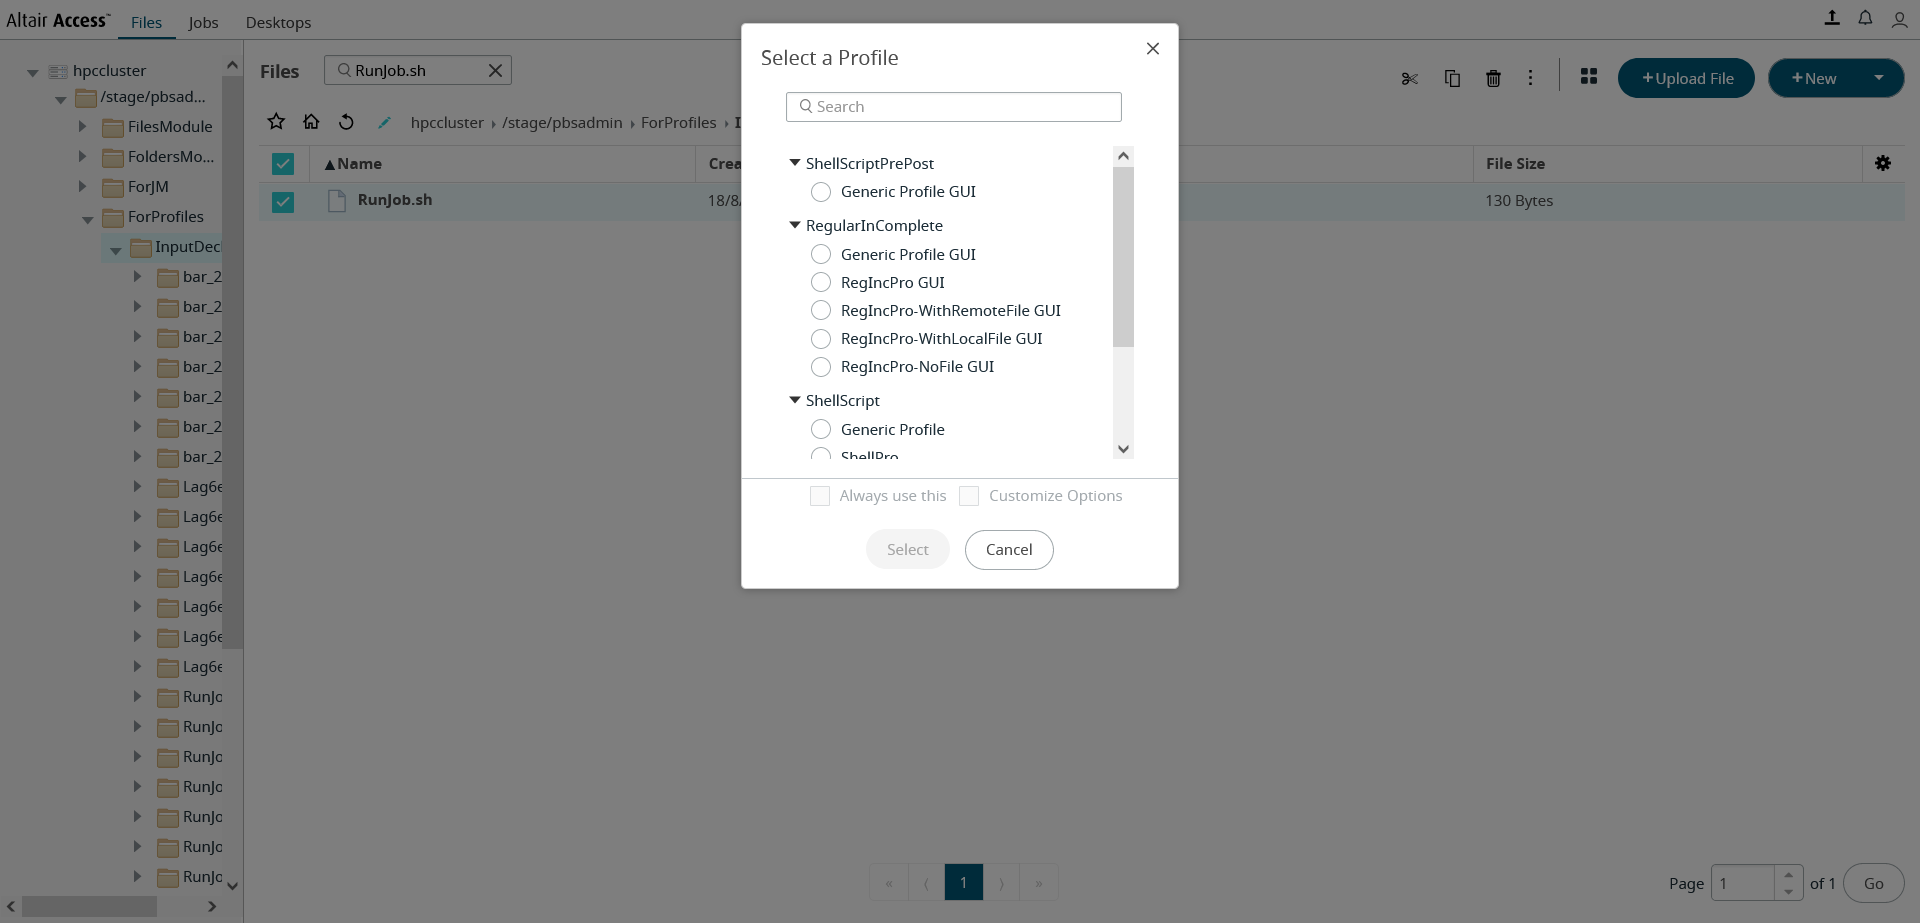 Altair Access™ Files Jobs Desktops
Select a Profile
Search
ShellScriptPrePost
Generic Profile GUI
RegularInComplete
Generic Profile GUI
RegIncPro GUI
RegIncPro-WithRemoteFile GUI
RegIncPro-WithLocalFile GUI
RegIncPro-NoFile GUI
ShellScript
Generic Profile
ShellPro
Always use this Customize Options
Select Cancel
hpccluster
/stage/pbsad...
FilesModule
FoldersMo...
ForJM
ForProfiles
InputDec
bar_2
bar_2
bar_2
bar_2
bar_2
bar_2
bar_2
Lag6e
Lag6e
Lag6e
Lag6e
Lag6e
Lag6e
Lag6e
RunJo
RunJo
RunJo
RunJo
RunJo
RunJo
RunJo
Files RunJob.sh
+Upload File +New
hpccluster › /stage/pbsadmin › ForProfiles › I
▲Name Crea File Size
RunJob.sh 18/8/ 130 Bytes
« ⟨ 1 ⟩ »
Page 1 of 1 Go